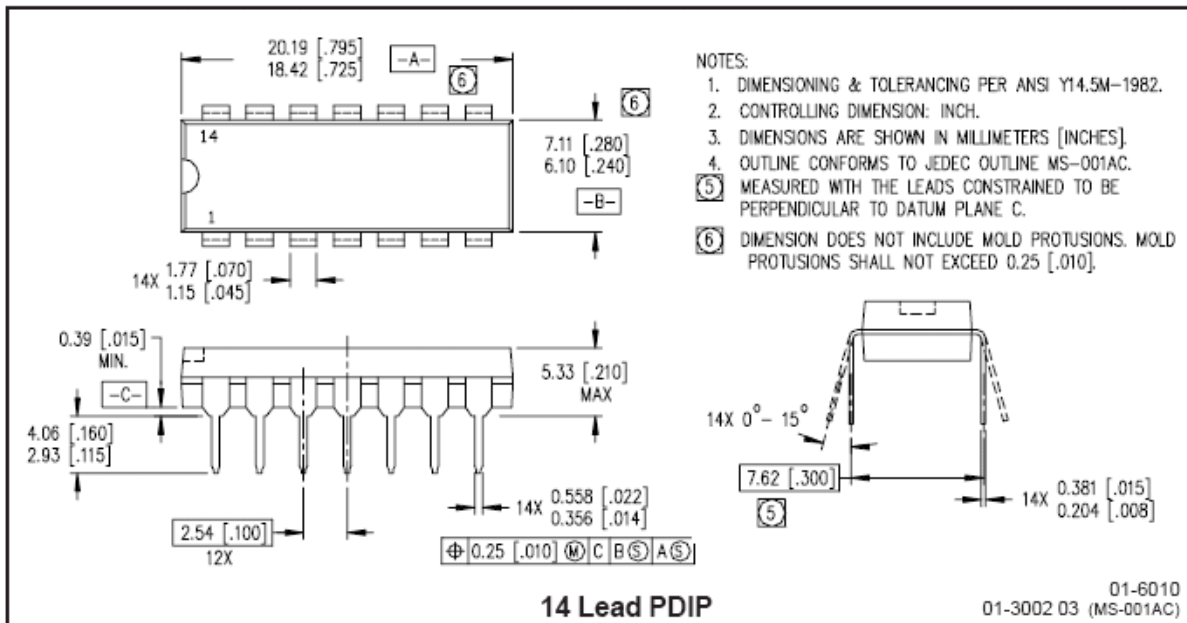 20.19 [.795]
18.42 [.725]
-A-
6
6
14
1
7.11 [.280]
6.10 [.240]
-B-
14X 1.77 [.070]
1.15 [.045]
NOTES:
1. DIMENSIONING & TOLERANCING PER ANSI Y14.5M-1982.
2. CONTROLLING DIMENSION: INCH.
3. DIMENSIONS ARE SHOWN IN MILLIMETERS [INCHES].
4. OUTLINE CONFORMS TO JEDEC OUTLINE MS-001AC.
5 MEASURED WITH THE LEADS CONSTRAINED TO BE
PERPENDICULAR TO DATUM PLANE C.
6 DIMENSION DOES NOT INCLUDE MOLD PROTUSIONS. MOLD
PROTUSIONS SHALL NOT EXCEED 0.25 [.010].
0.39 [.015]
MIN.
-C-
4.06 [.160]
2.93 [.115]
5.33 [.210]
MAX
2.54 [.100]
12X
14X 0.558 [.022]
0.356 [.014]
⌖ 0.25 [.010] Ⓜ C B Ⓢ A Ⓢ
14X 0° - 15°
7.62 [.300]
5
14X 0.381 [.015]
0.204 [.008]
14 Lead PDIP
01-6010
01-3002 03 (MS-001AC)